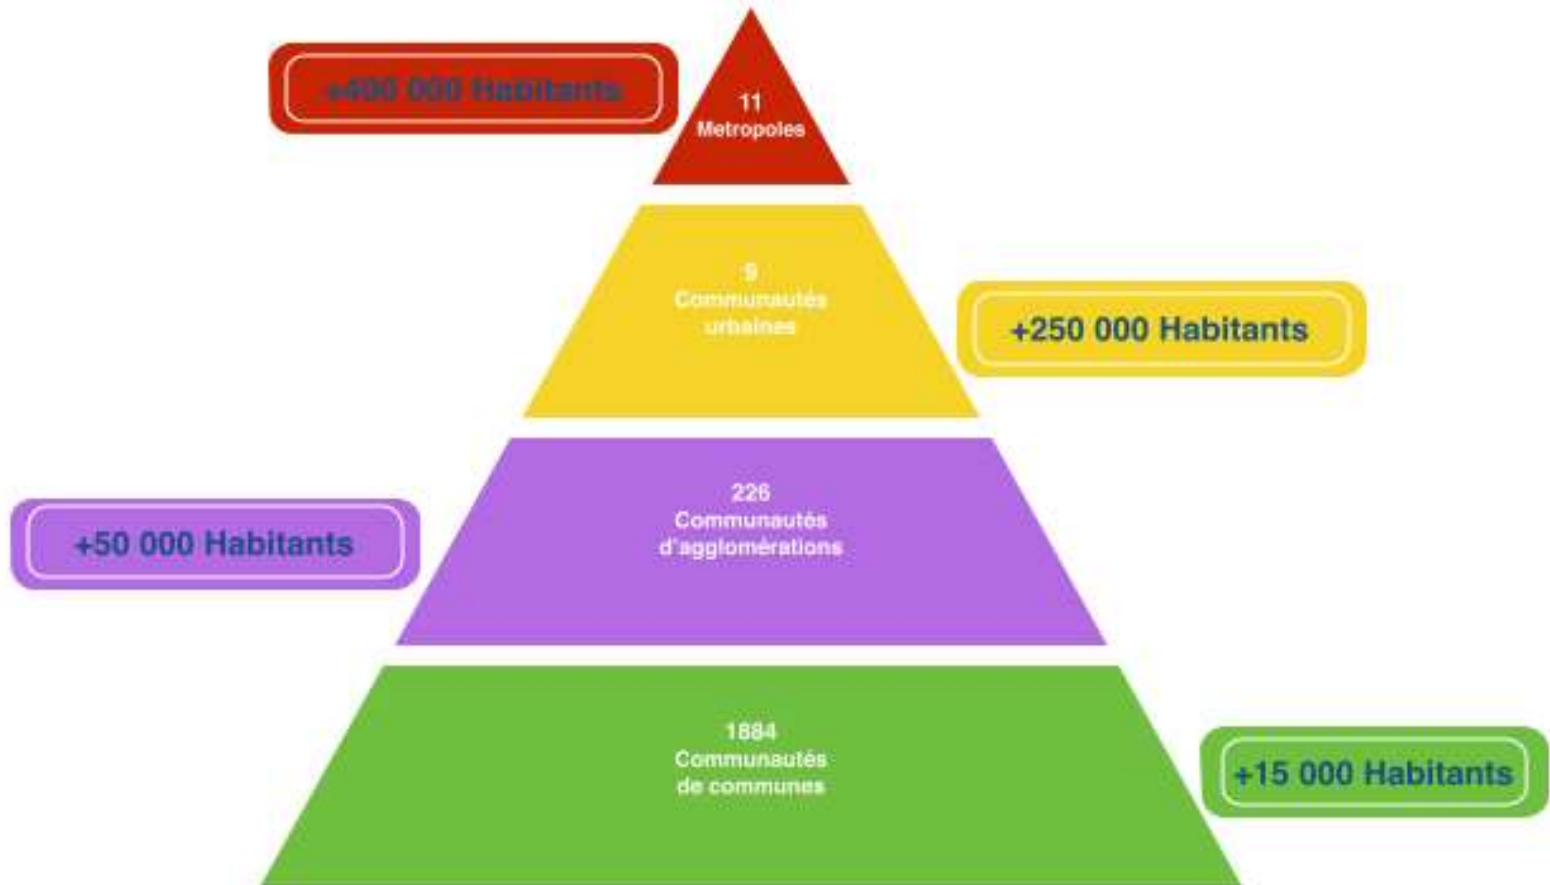 +400 000 Habitants
11
Metropoles
9
Communautés
urbaines
+250 000 Habitants
226
Communautés
d'agglomérations
+50 000 Habitants
1884
Communautés
de communes
+15 000 Habitants